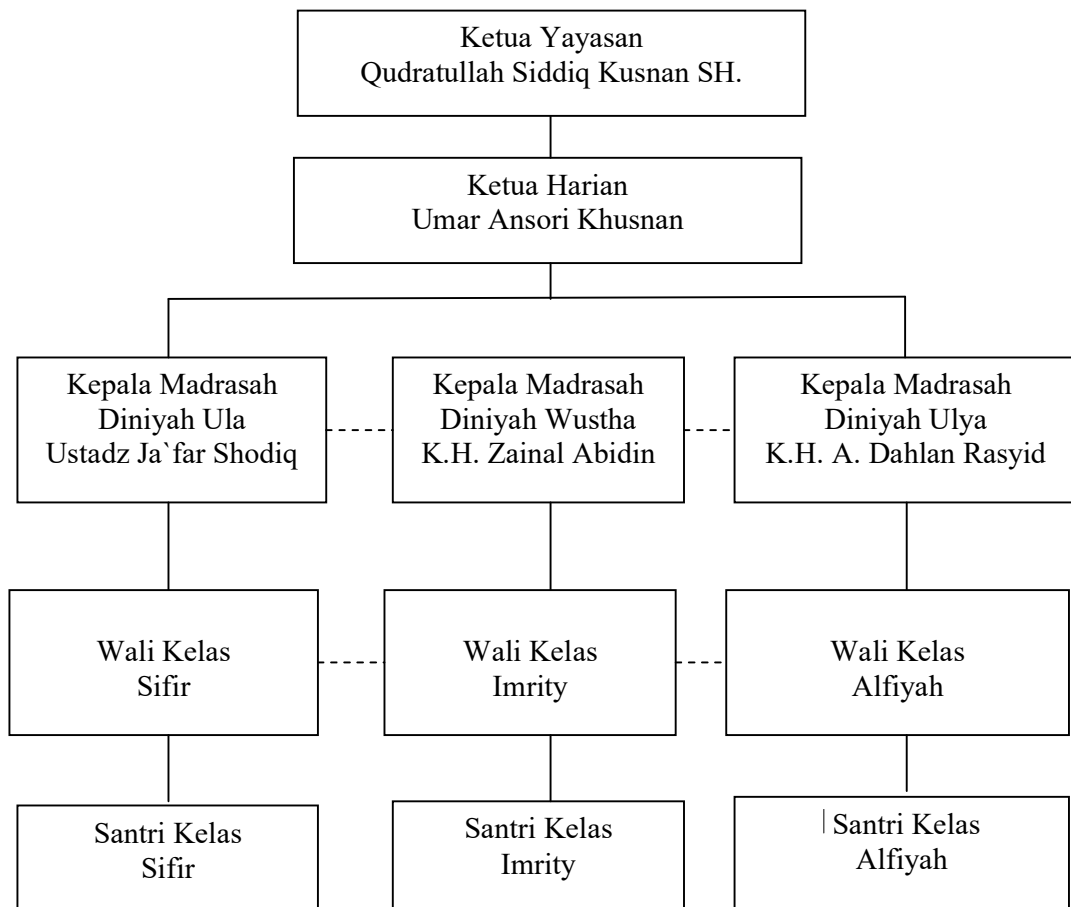 Ketua Yayasan
Qudratullah Siddiq Kusnan SH.
Ketua Harian
Umar Ansori Khusnan
Kepala Madrasah
Diniyah Ula
Ustadz Ja`far Shodiq
Kepala Madrasah
Diniyah Wustha
K.H. Zainal Abidin
Kepala Madrasah
Diniyah Ulya
K.H. A. Dahlan Rasyid
Wali Kelas
Sifir
Wali Kelas
Imrity
Wali Kelas
Alfiyah
Santri Kelas
Sifir
Santri Kelas
Imrity
Santri Kelas
Alfiyah